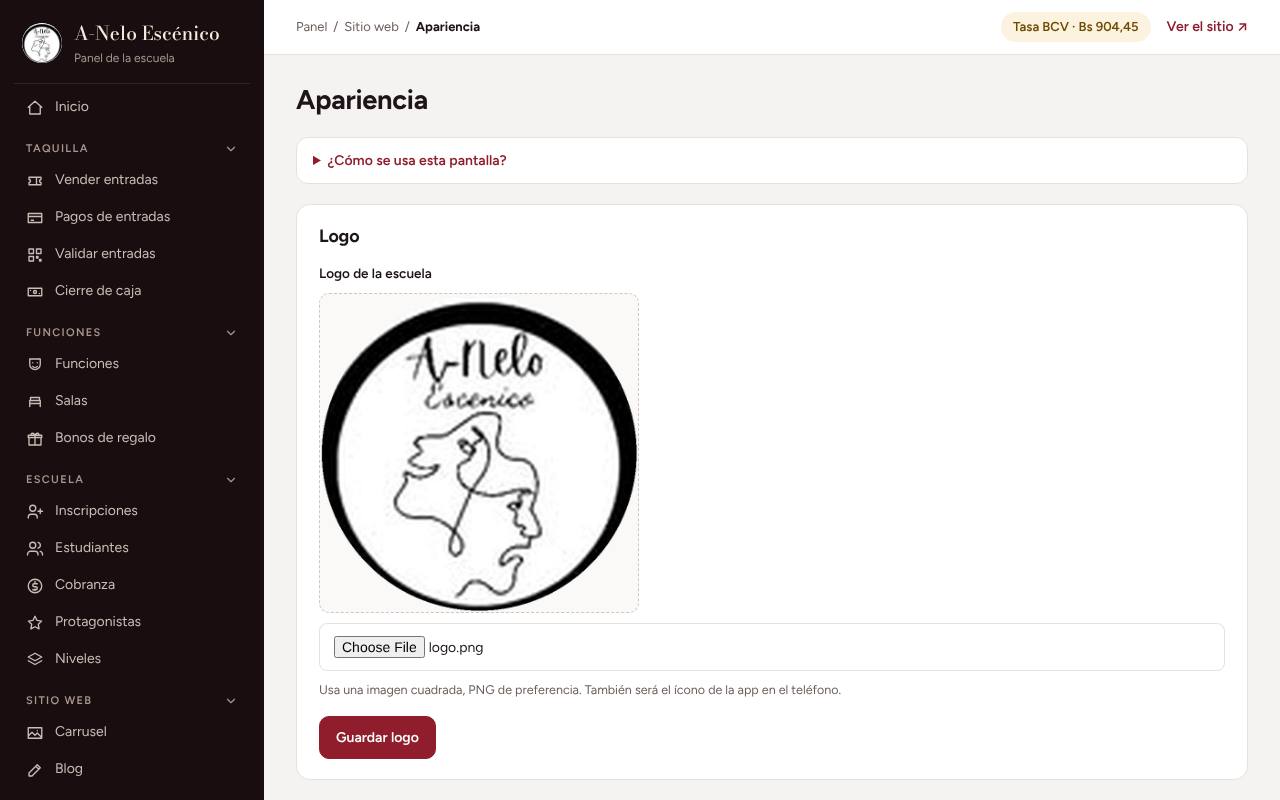 A-Nelo Escénico
Panel de la escuela
Inicio
TAQUILLA
Vender entradas
Pagos de entradas
Validar entradas
Cierre de caja
FUNCIONES
Funciones
Salas
Bonos de regalo
ESCUELA
Inscripciones
Estudiantes
Cobranza
Protagonistas
Niveles
SITIO WEB
Carrusel
Blog
Panel / Sitio web / Apariencia
Tasa BCV · Bs 904,45
Ver el sitio ↗
Apariencia
▶ ¿Cómo se usa esta pantalla?
Logo
Logo de la escuela
A-Nelo
Escenico
Choose File logo.png
Usa una imagen cuadrada, PNG de preferencia. También será el ícono de la app en el teléfono.
Guardar logo